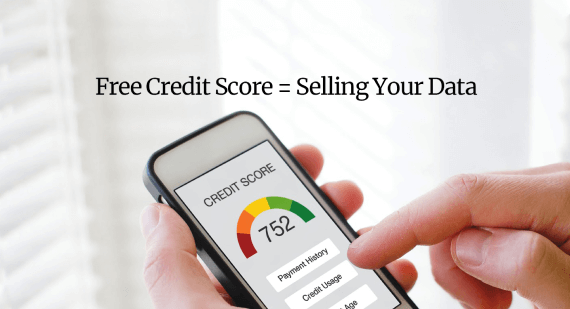 Free Credit Score = Selling Your Data
CREDIT SCORE
752
Payment History
Credit Usage
Age